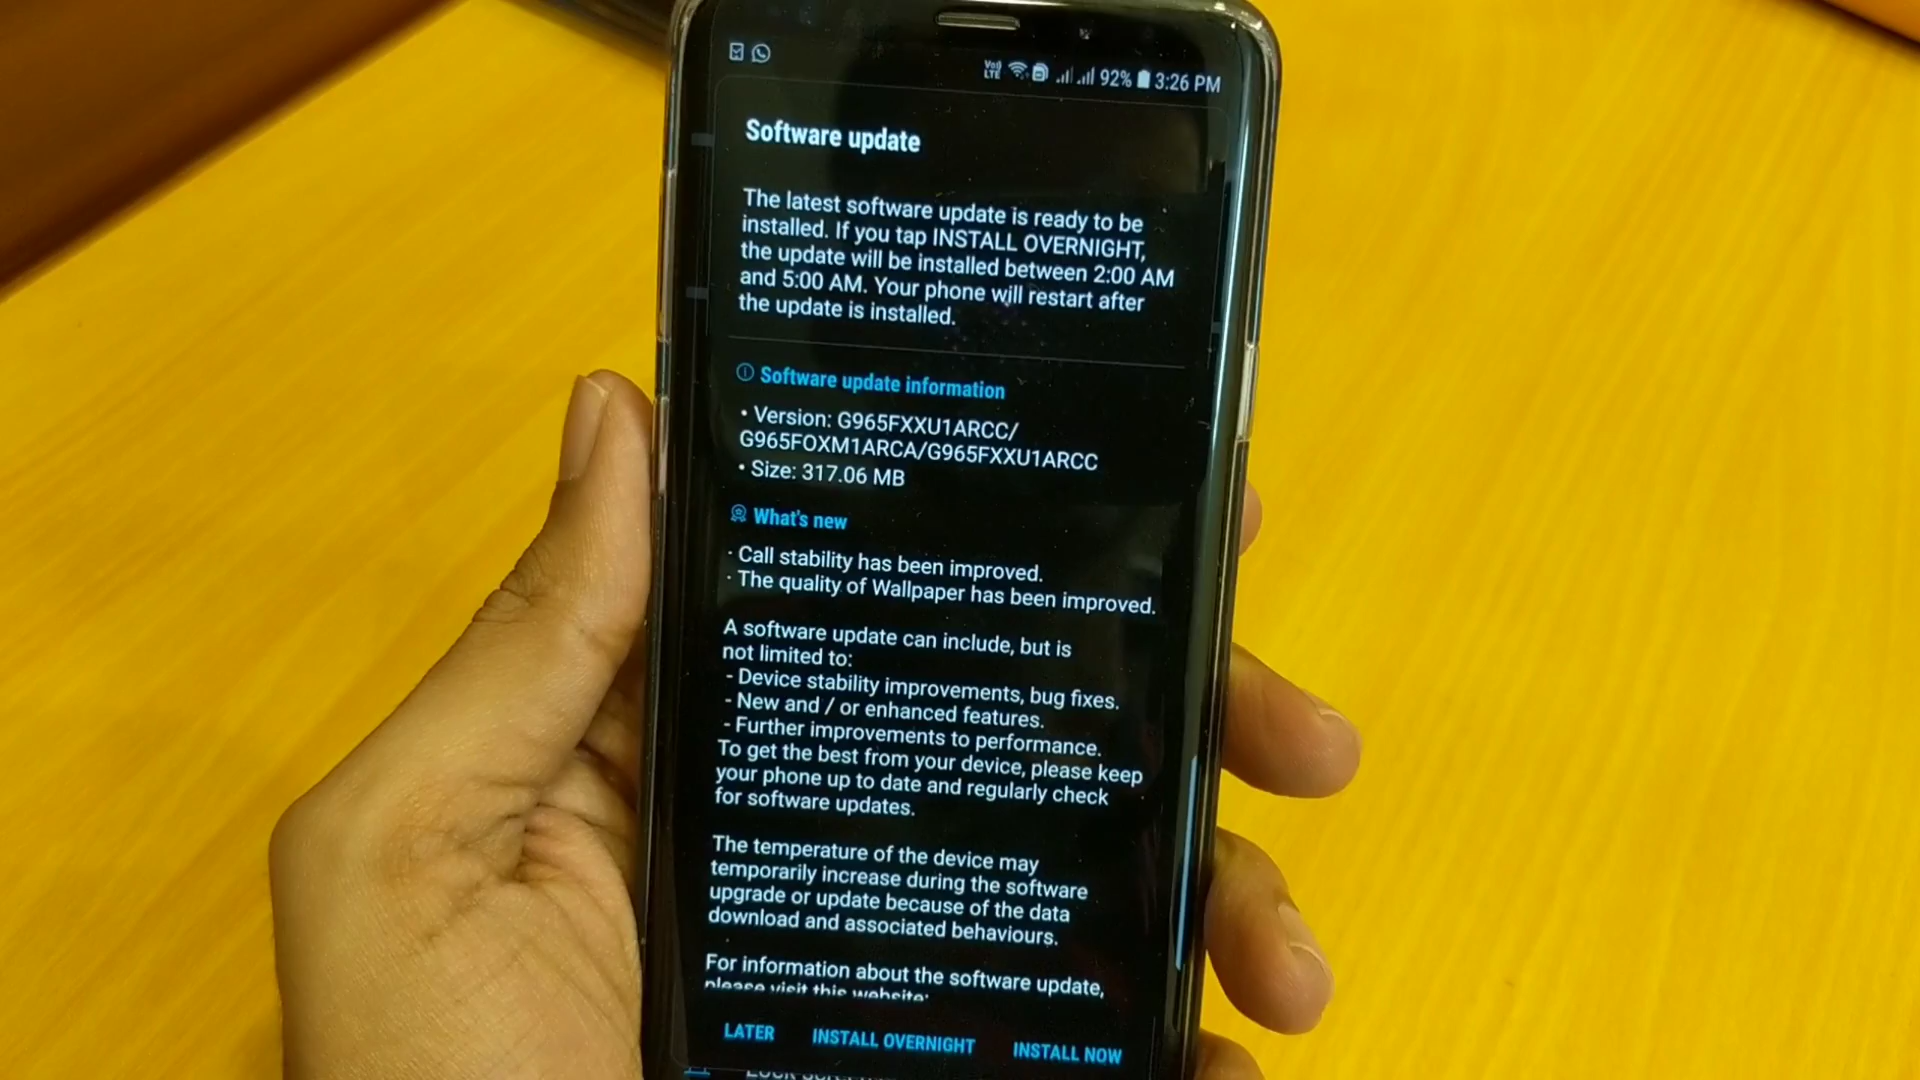 VoLTE 92% 3:26 PM
Software update
The latest software update is ready to be
installed. If you tap INSTALL OVERNIGHT,
the update will be installed between 2:00 AM
and 5:00 AM. Your phone will restart after
the update is installed.
Software update information
• Version: G965FXXU1ARCC/
G965FOXM1ARCA/G965FXXU1ARCC
• Size: 317.06 MB
What's new
· Call stability has been improved.
· The quality of Wallpaper has been improved.
A software update can include, but is
not limited to:
- Device stability improvements, bug fixes.
- New and / or enhanced features.
- Further improvements to performance.
To get the best from your device, please keep
your phone up to date and regularly check
for software updates.
The temperature of the device may
temporarily increase during the software
upgrade or update because of the data
download and associated behaviours.
For information about the software update,
please visit this website:
LATER INSTALL OVERNIGHT INSTALL NOW